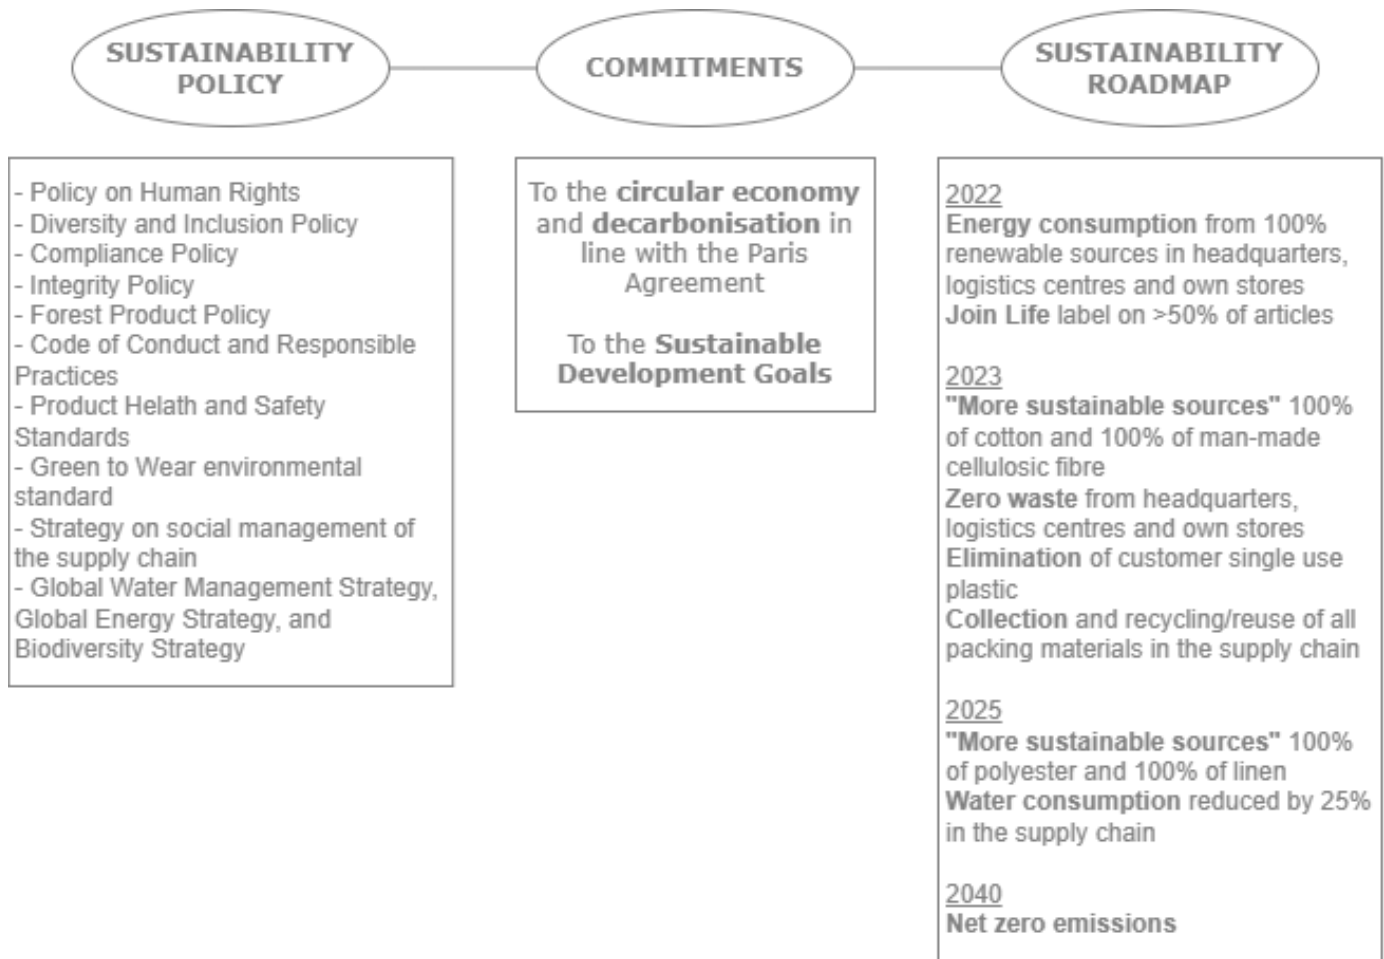 SUSTAINABILITY
POLICY
COMMITMENTS
SUSTAINABILITY
ROADMAP
- Policy on Human Rights
- Diversity and Inclusion Policy
- Compliance Policy
- Integrity Policy
- Forest Product Policy
- Code of Conduct and Responsible
Practices
- Product Helath and Safety
Standards
- Green to Wear environmental
standard
- Strategy on social management of
the supply chain
- Global Water Management Strategy,
Global Energy Strategy, and
Biodiversity Strategy
To the circular economy
and decarbonisation in
line with the Paris
Agreement
To the Sustainable
Development Goals
2022
Energy consumption from 100%
renewable sources in headquarters,
logistics centres and own stores
Join Life label on >50% of articles
2023
"More sustainable sources" 100%
of cotton and 100% of man-made
cellulosic fibre
Zero waste from headquarters,
logistics centres and own stores
Elimination of customer single use
plastic
Collection and recycling/reuse of all
packing materials in the supply chain
2025
"More sustainable sources" 100%
of polyester and 100% of linen
Water consumption reduced by 25%
in the supply chain
2040
Net zero emissions